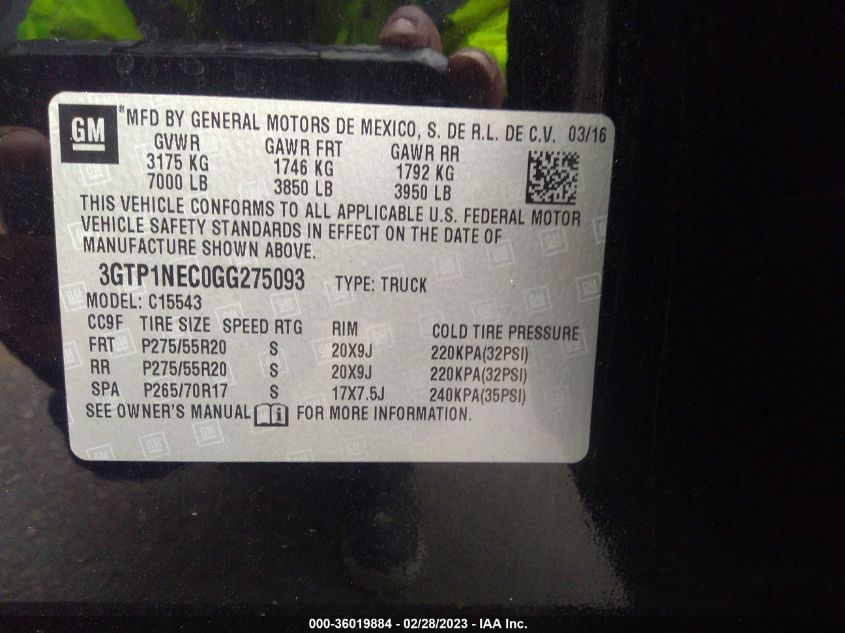 GM
*MFD BY GENERAL MOTORS DE MEXICO, S. DE R.L. DE C.V. 03/16
GVWR GAWR FRT GAWR RR
3175 KG 1746 KG 1792 KG
7000 LB 3850 LB 3950 LB
THIS VEHICLE CONFORMS TO ALL APPLICABLE U.S. FEDERAL MOTOR
VEHICLE SAFETY STANDARDS IN EFFECT ON THE DATE OF
MANUFACTURE SHOWN ABOVE.
3GTP1NEC0GG275093 TYPE: TRUCK
MODEL: C15543
CC9F TIRE SIZE SPEED RTG RIM COLD TIRE PRESSURE
FRT P275/55R20 S 20X9J 220KPA(32PSI)
RR P275/55R20 S 20X9J 220KPA(32PSI)
SPA P265/70R17 S 17X7.5J 240KPA(35PSI)
SEE OWNER'S MANUAL i FOR MORE INFORMATION.
000-36019884 - 02/28/2023 - IAA Inc.